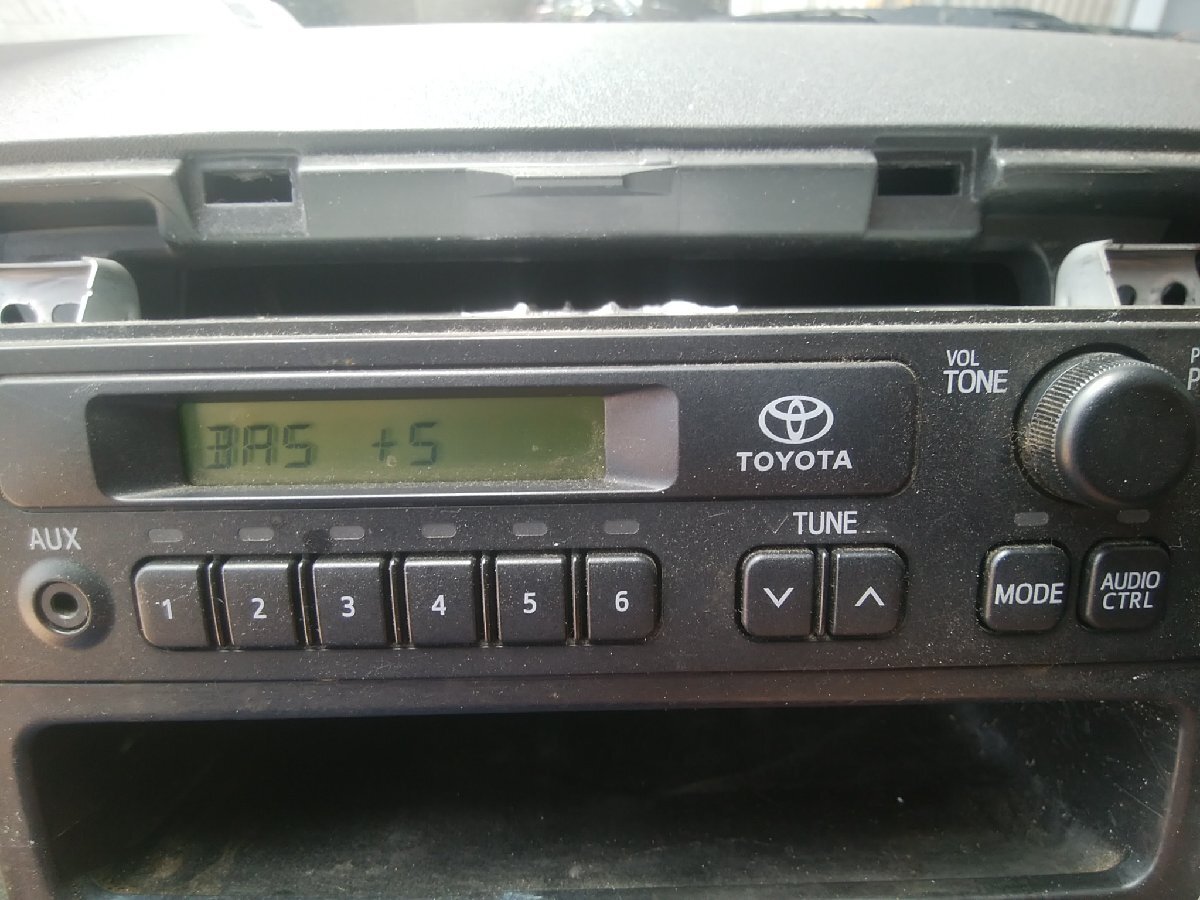 VOL
TONE
BAS +5
TOYOTA
AUX
TUNE
1 2 3 4 5 6
MODE
AUDIO
CTRL